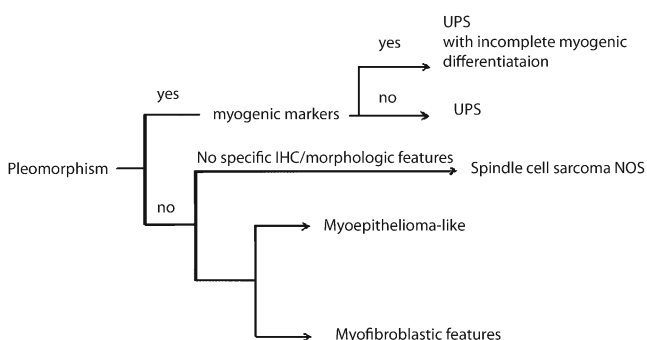 UPS
with incomplete myogenic
differentiataion
yes
yes
no
myogenic markers
UPS
No specific IHC/morphologic features
Pleomorphism
Spindle cell sarcoma NOS
no
Myoepithelioma-like
Myofibroblastic features